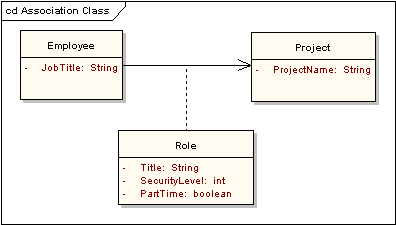 cd Association Class
Employee
- JobTitle: String
Project
- ProjectName: String
Role
- Title: String
- SecurityLevel: int
- PartTime: boolean